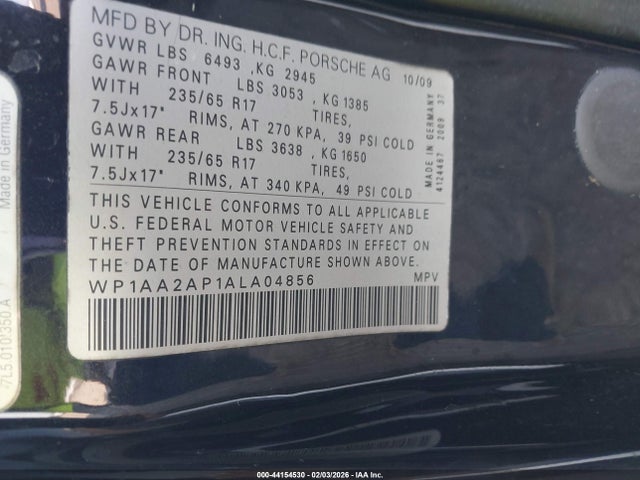 MFD BY DR. ING. H.C.F. PORSCHE AG 10/09
GVWR LBS 6493 ,KG 2945
GAWR FRONT LBS 3053 , KG 1385
WITH 235/65 R17 TIRES,
7.5Jx17" RIMS, AT 270 KPA, 39 PSI COLD
GAWR REAR LBS 3638 , KG 1650
WITH 235/65 R17 TIRES,
7.5Jx17" RIMS, AT 340 KPA, 49 PSI COLD
THIS VEHICLE CONFORMS TO ALL APPLICABLE
U.S. FEDERAL MOTOR VEHICLE SAFETY AND
THEFT PREVENTION STANDARDS IN EFFECT ON
THE DATE OF MANUFACTURE SHOWN ABOVE.
WP1AA2AP1ALA04856 MPV
MADE IN GERMANY
4124467 2009 37
Made in Germany
7L5.010.350.A
000-44154530 - 02/03/2026 - IAA Inc.